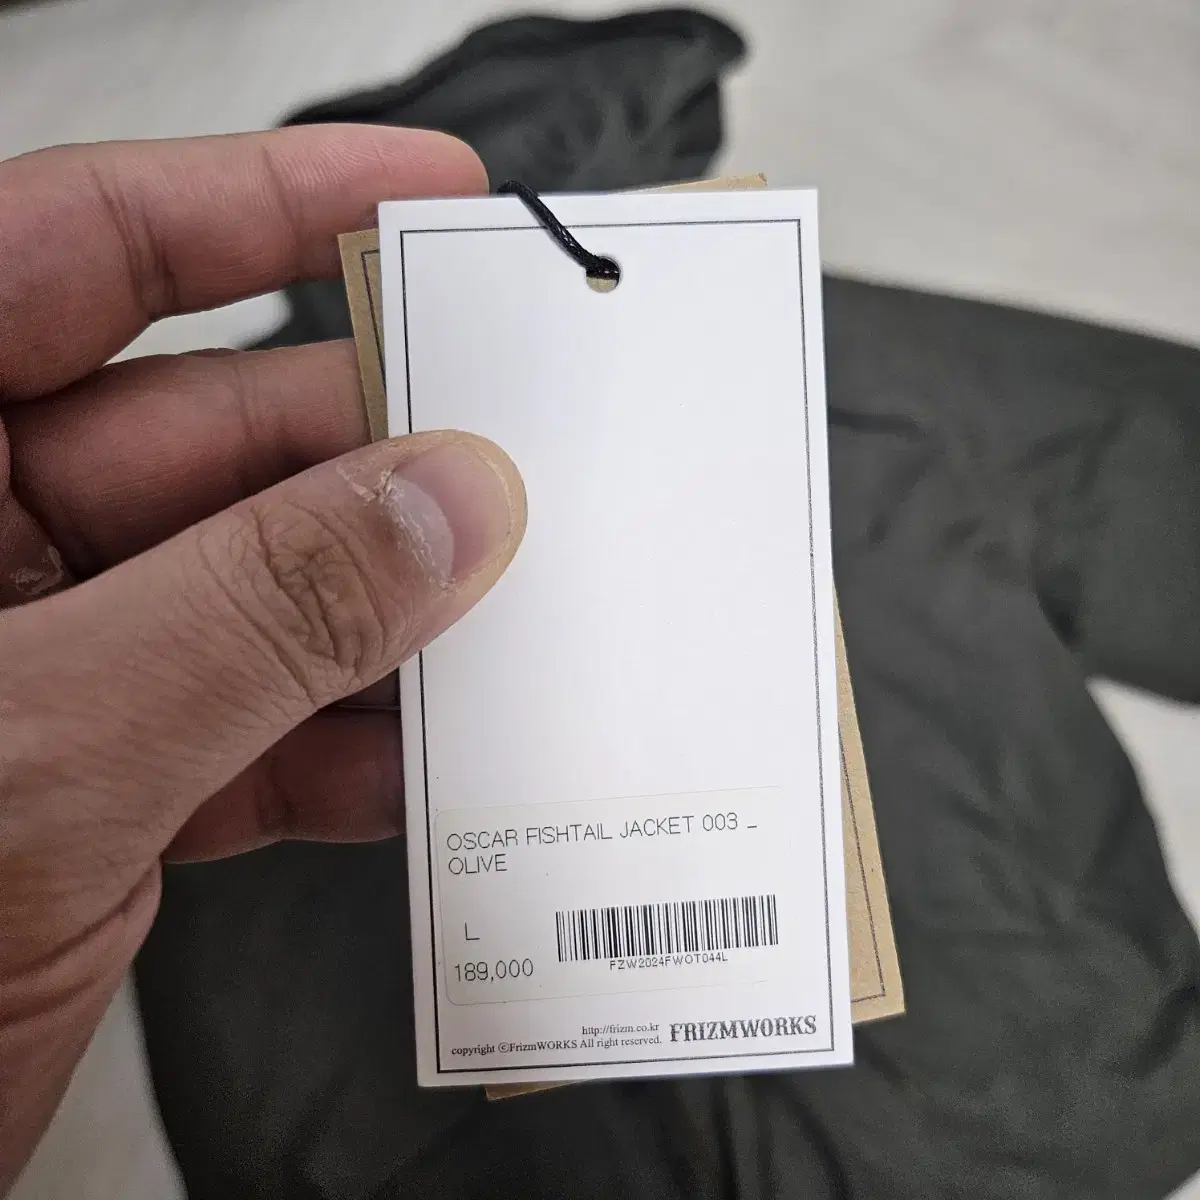 OSCAR FISHTAIL JACKET 003 _
OLIVE
L
189,000
FZW2024FWOT044L
http://frizm.co.kr
copyright ©FrizmWORKS All right reserved.
FRIZMWORKS